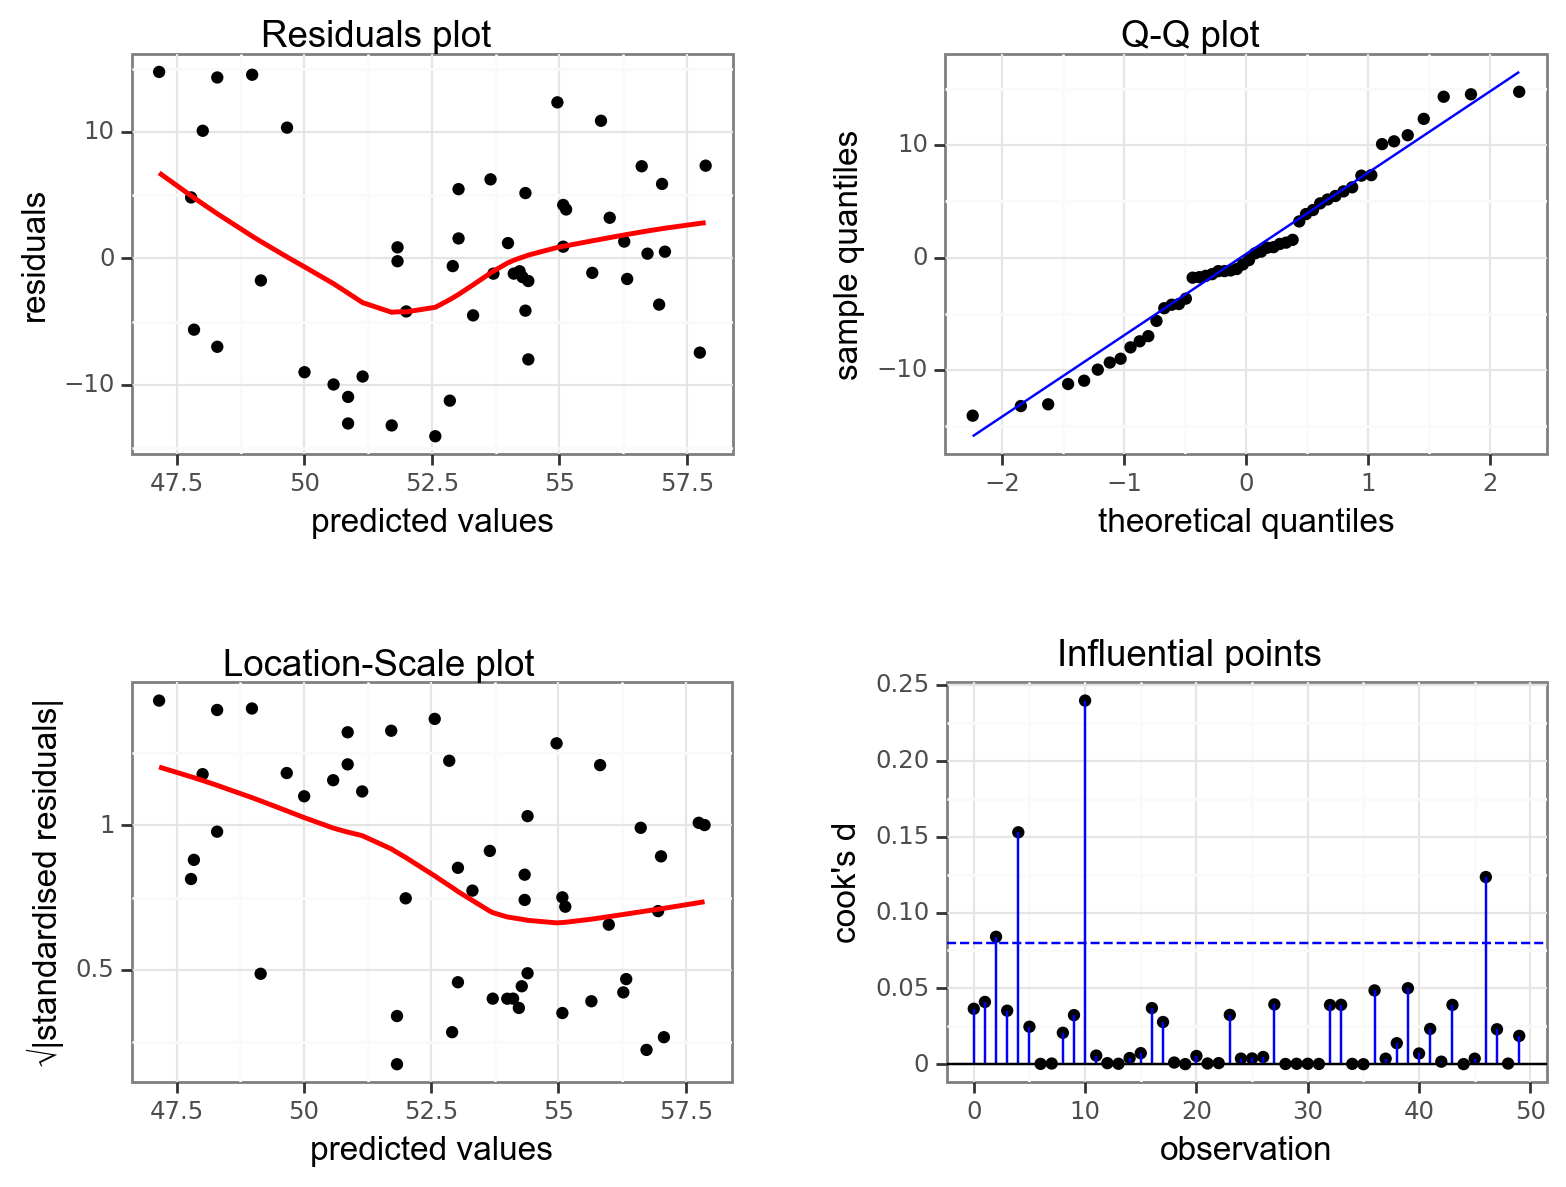 Residuals plot
10
0
−10
residuals
47.5 50 52.5 55 57.5
predicted values
Q-Q plot
10
0
−10
sample quantiles
−2 −1 0 1 2
theoretical quantiles
Location-Scale plot
1
0.5
√|standardised residuals|
47.5 50 52.5 55 57.5
predicted values
Influential points
0.25
0.20
0.15
0.10
0.05
0
cook's d
0 10 20 30 40 50
observation